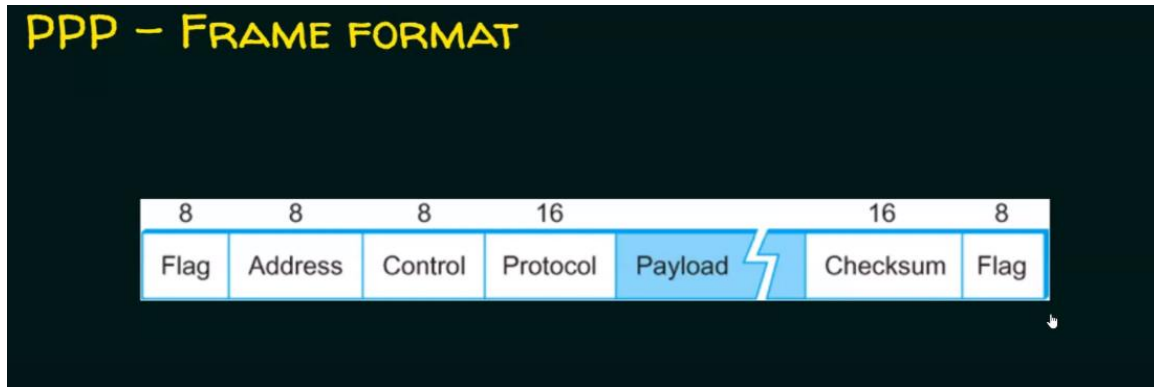 PPP - FRAME FORMAT
8 8 8 16 16 8
Flag Address Control Protocol Payload Checksum Flag